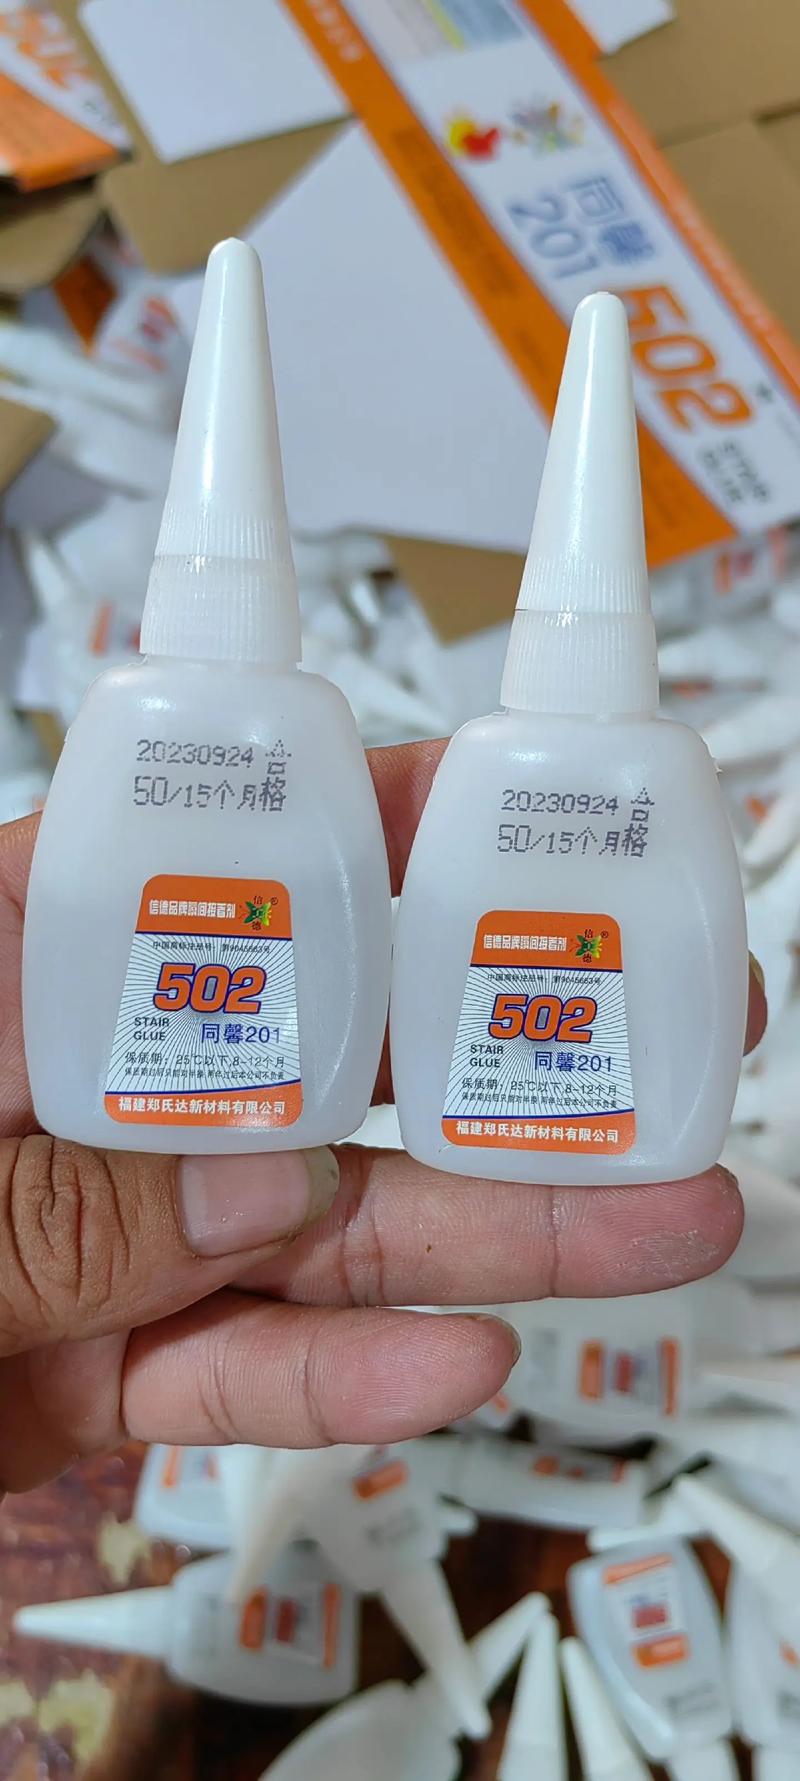 同馨
201
502
20230924 合
50/15个月格
信德品牌瞬间接着剂
信
德
®
502
STAIR
GLUE
同馨201
保质期：25℃以下,8-12个月
福建郑氏达新材料有限公司
20230924 合
50/15个月格
信德品牌瞬间接着剂
信
德
®
502
STAIR
GLUE
同馨201
保质期：25℃以下,8-12个月
福建郑氏达新材料有限公司